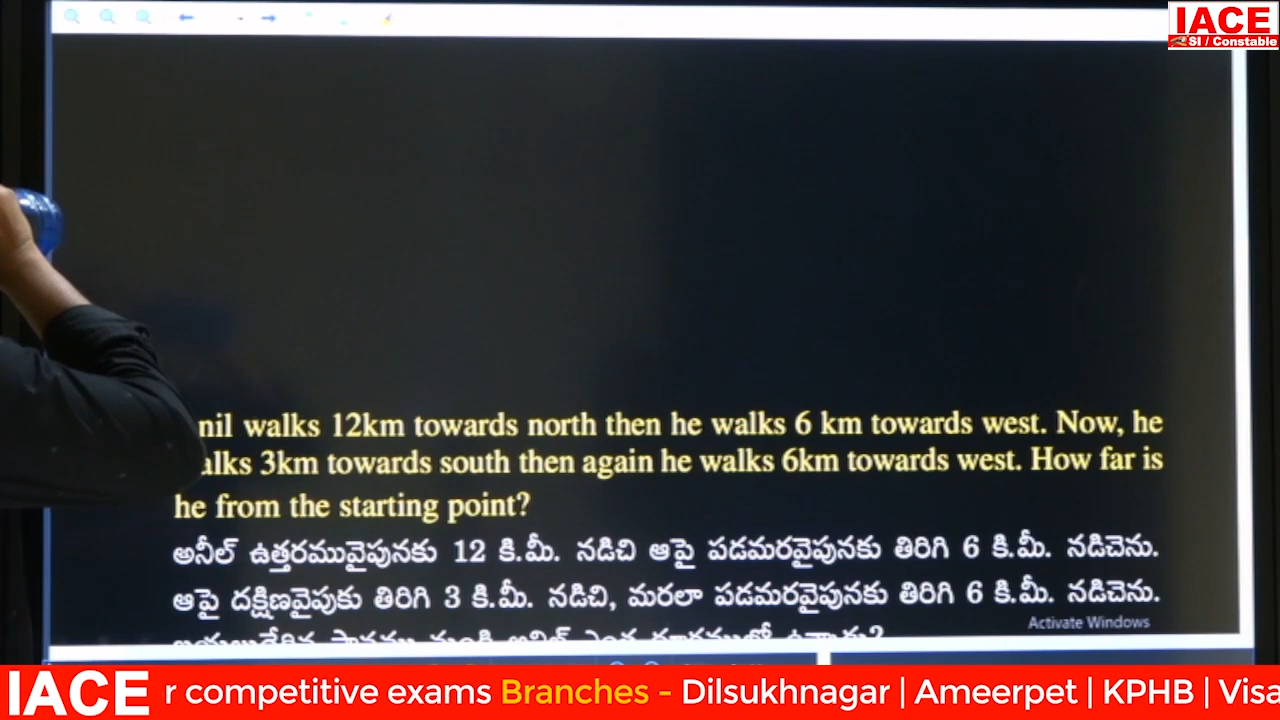 IACE
SI / Constable
nil walks 12km towards north then he walks 6 km towards west. Now, he
alks 3km towards south then again he walks 6km towards west. How far is
he from the starting point?
అనీల్ ఉత్తరమువైపునకు 12 కి.మీ. నడిచి ఆపై పడమరవైపునకు తిరిగి 6 కి.మీ. నడిచెను.
ఆపై దక్షిణవైపుకు తిరిగి 3 కి.మీ. నడిచి, మరలా పడమరవైపునకు తిరిగి 6 కి.మీ. నడిచెను.
Activate Windows
IACE r competitive exams Branches - Dilsukhnagar | Ameerpet | KPHB | Visa